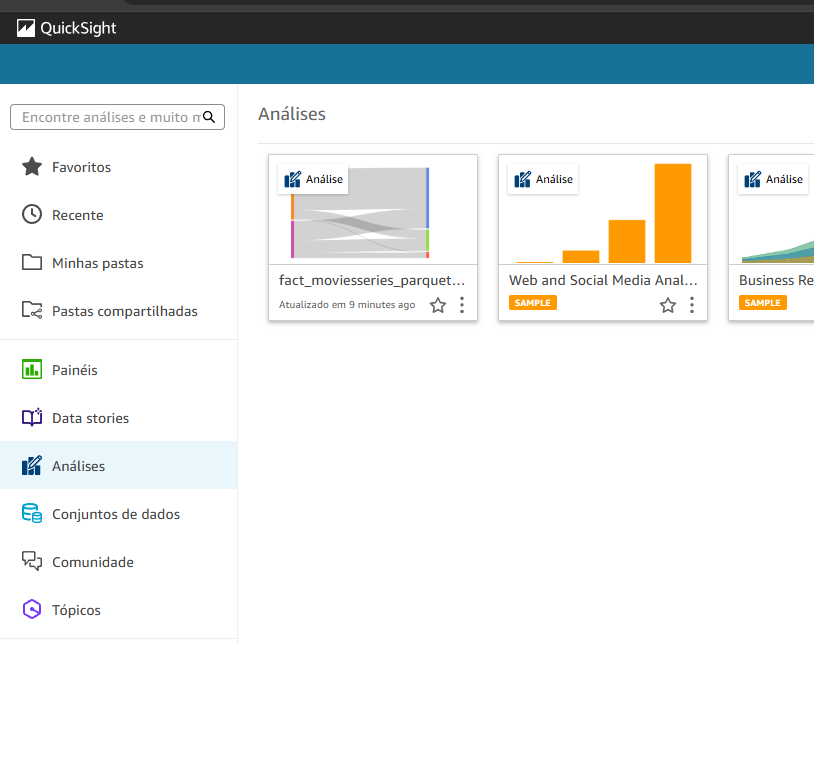 QuickSight
Encontre análises e muito m
Favoritos
Recente
Minhas pastas
Pastas compartilhadas
Painéis
Data stories
Análises
Conjuntos de dados
Comunidade
Tópicos
Análises
Análise
fact_moviesseries_parquet...
Atualizado em 9 minutes ago
Análise
Web and Social Media Anal...
SAMPLE
Análise
Business Re
SAMPLE